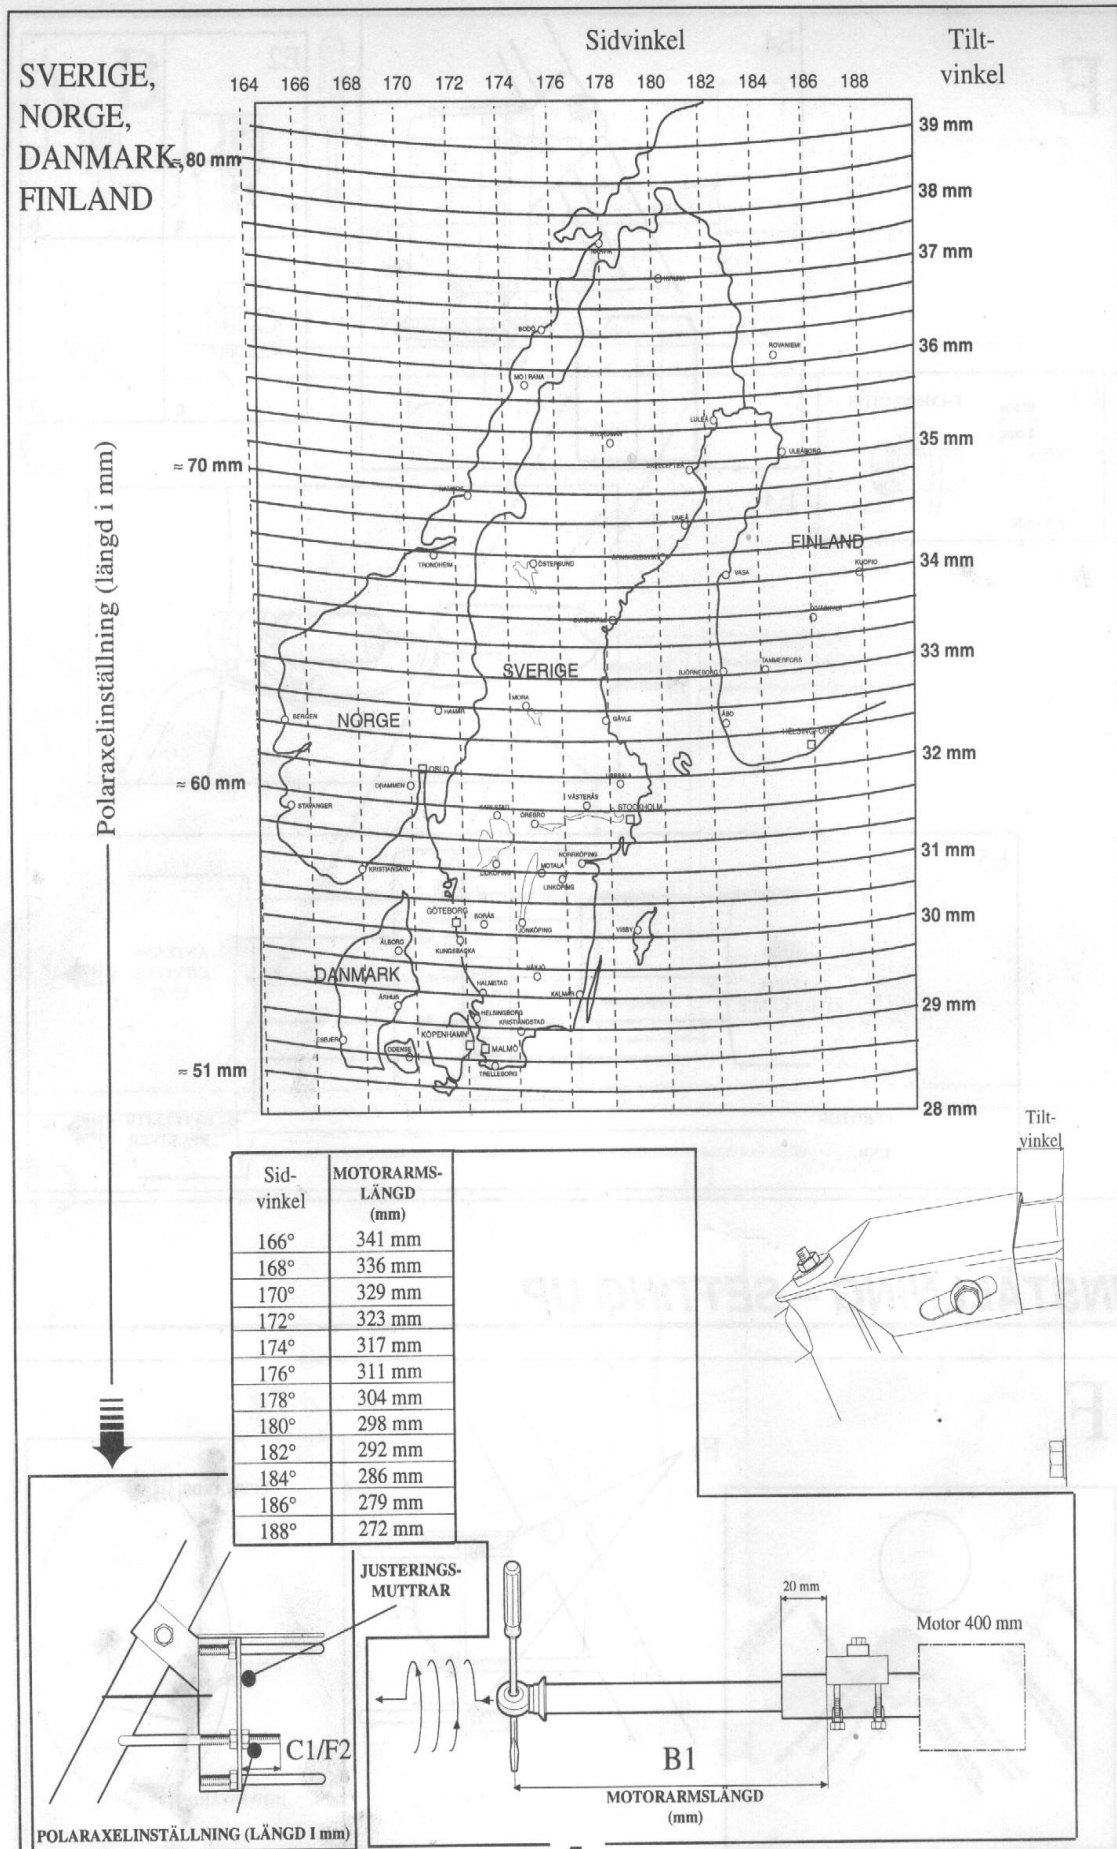 SVERIGE,
NORGE,
DANMARK,
FINLAND
Sidvinkel
Tilt-
vinkel
164 166 168 170 172 174 176 178 180 182 184 186 188
39 mm
≈ 80 mm
38 mm
37 mm
NARVIK
KIRUNA
BODÖ
36 mm
ROVANIEMI
MO I RANA
LULEÅ
35 mm
STORUMAN
ULEÅBORG
≈ 70 mm
NAMSOS
UMEÅ
FINLAND
34 mm
TRONDHEIM
ÖSTERSUND
VASA
KUOPIO
SUNDSVALL
33 mm
SVERIGE
BJÖRNEBORG
TAMMERFORS
MORA
BERGEN
NORGE
HAMAR
GÄVLE
ÅBO
HELSINGFORS
32 mm
OSLO
≈ 60 mm
DRAMMEN
UPPSALA
STAVANGER
KARLSTAD
ÖREBRO
VÄSTERÅS
STOCKHOLM
31 mm
KRISTIANSAND
LIDKÖPING
MOTALA
NORRKÖPING
LINKÖPING
30 mm
GÖTEBORG
BORÅS
JÖNKÖPING
VISBY
ÅLBORG
KUNGSBACKA
DANMARK
VÄXJÖ
HALMSTAD
KALMAR
29 mm
ÅRHUS
HELSINGBORG
KRISTIANSTAD
ESBJERG
KÖPENHAMN
MALMÖ
ODENSE
TRELLEBORG
≈ 51 mm
28 mm
Polaraxelinställning (längd i mm)
Tilt-
vinkel
Sid-
vinkel
MOTORARMS-
LÄNGD
(mm)
166° 341 mm
168° 336 mm
170° 329 mm
172° 323 mm
174° 317 mm
176° 311 mm
178° 304 mm
180° 298 mm
182° 292 mm
184° 286 mm
186° 279 mm
188° 272 mm
JUSTERINGS-
MUTTRAR
C1/F2
POLARAXELINSTÄLLNING (LÄNGD I mm)
20 mm
Motor 400 mm
B1
MOTORARMSLÄNGD
(mm)